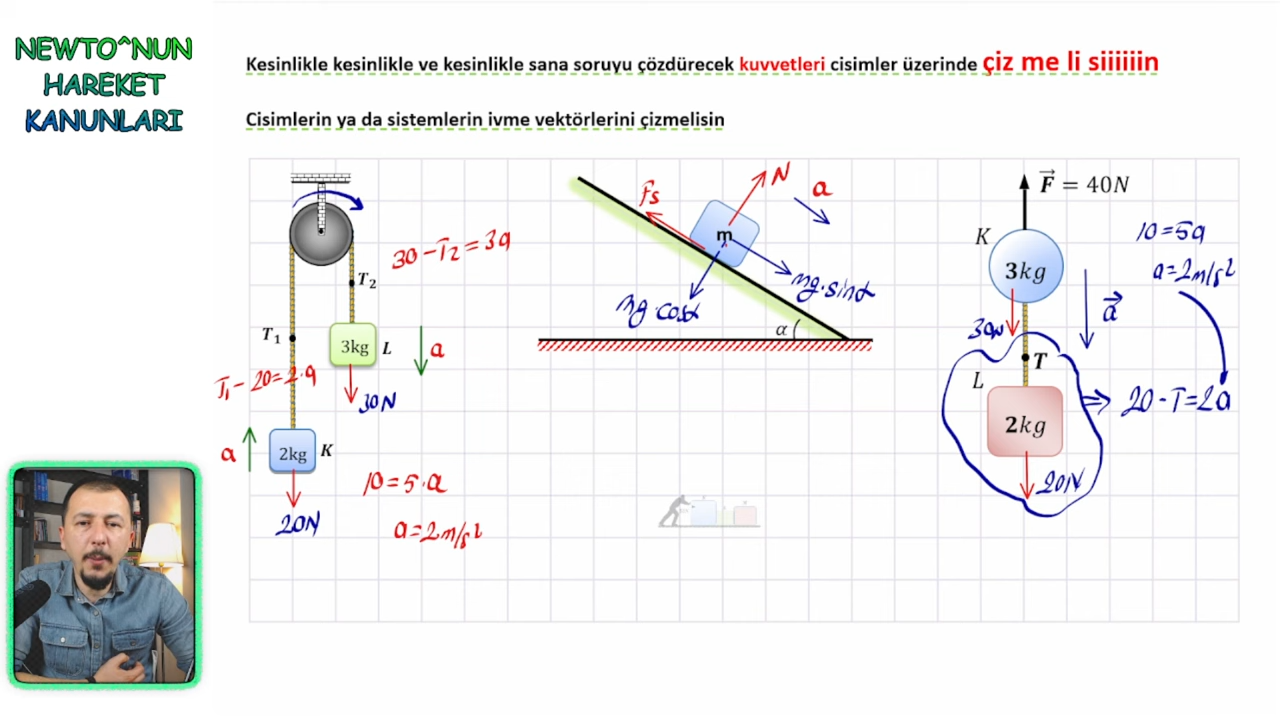 NEWTO^NUN
HAREKET
KANUNLARI
Kesinlikle kesinlikle ve kesinlikle sana soruyu çözdürecek kuvvetleri cisimler üzerinde çiz me li siiiiiin
Cisimlerin ya da sistemlerin ivme vektörlerini çizmelisin
30 - T₂ = 3a
T₂
T₁
3kg L
a
30N
T₁ - 20 = 2.a
a
2kg K
20N
10 = 5.a
a = 2m/s²
fs
N
a
m
mg.sinα
mg.cosα
α
F⃗ = 40N
K
3kg
30N
a⃗
10 = 5a
a = 2m/s²
T
L
2kg
20 - T = 2a
20N